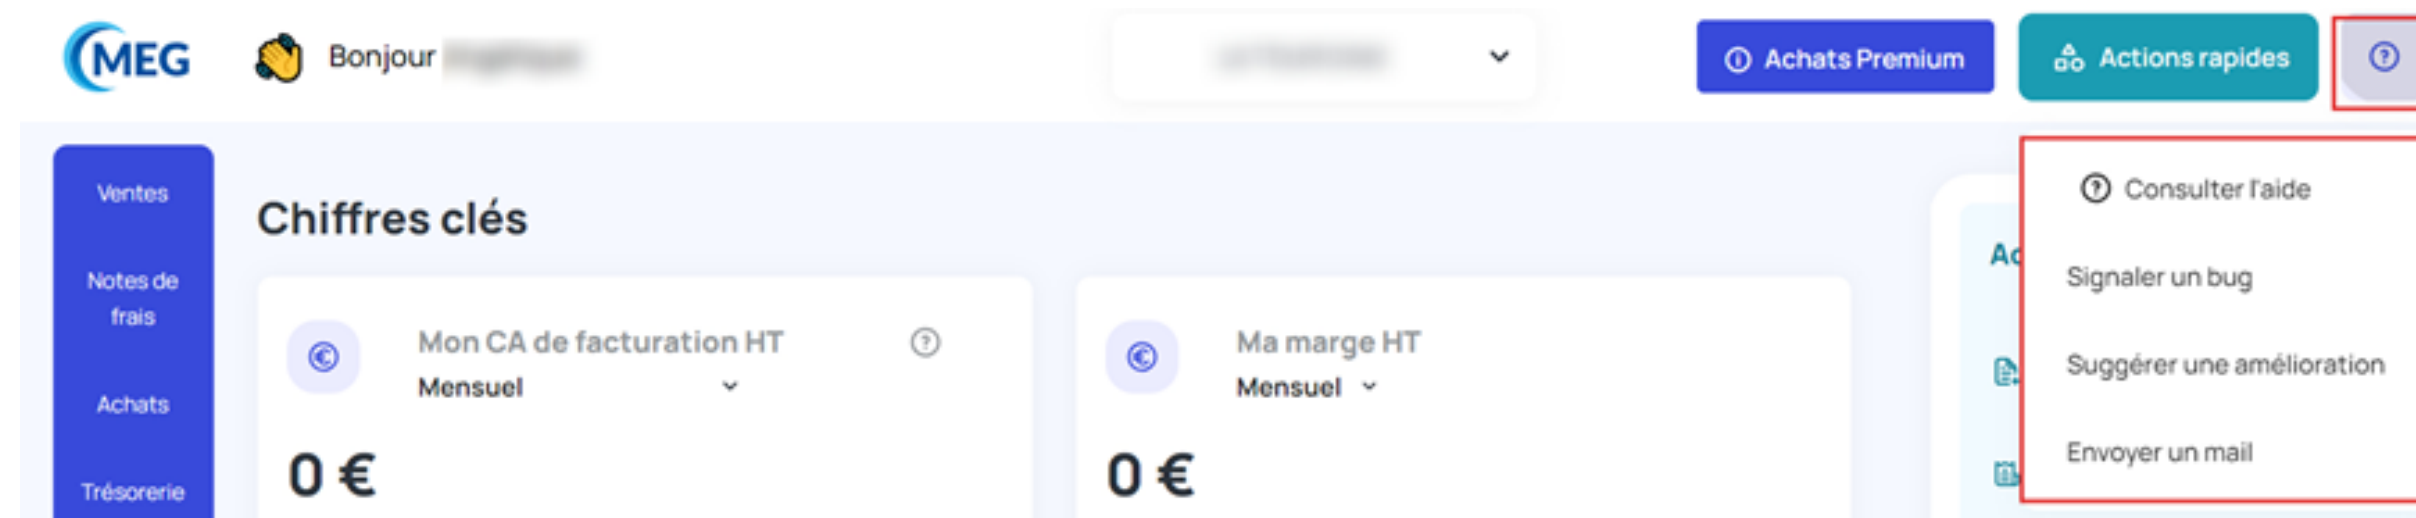 MEG
Bonjour
Achats Premium
Actions rapides
Ventes
Notes de
frais
Achats
Trésorerie
Chiffres clés
Mon CA de facturation HT
Mensuel
0 €
Ma marge HT
Mensuel
0 €
Consulter l'aide
Signaler un bug
Suggérer une amélioration
Envoyer un mail